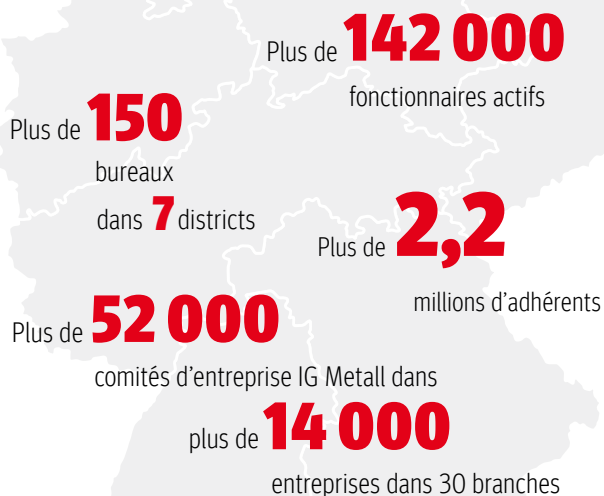 Plus de 142 000
fonctionnaires actifs
Plus de 150
bureaux
dans 7 districts
Plus de 2,2
millions d’adhérents
Plus de 52 000
comités d’entreprise IG Metall dans
plus de 14 000
entreprises dans 30 branches